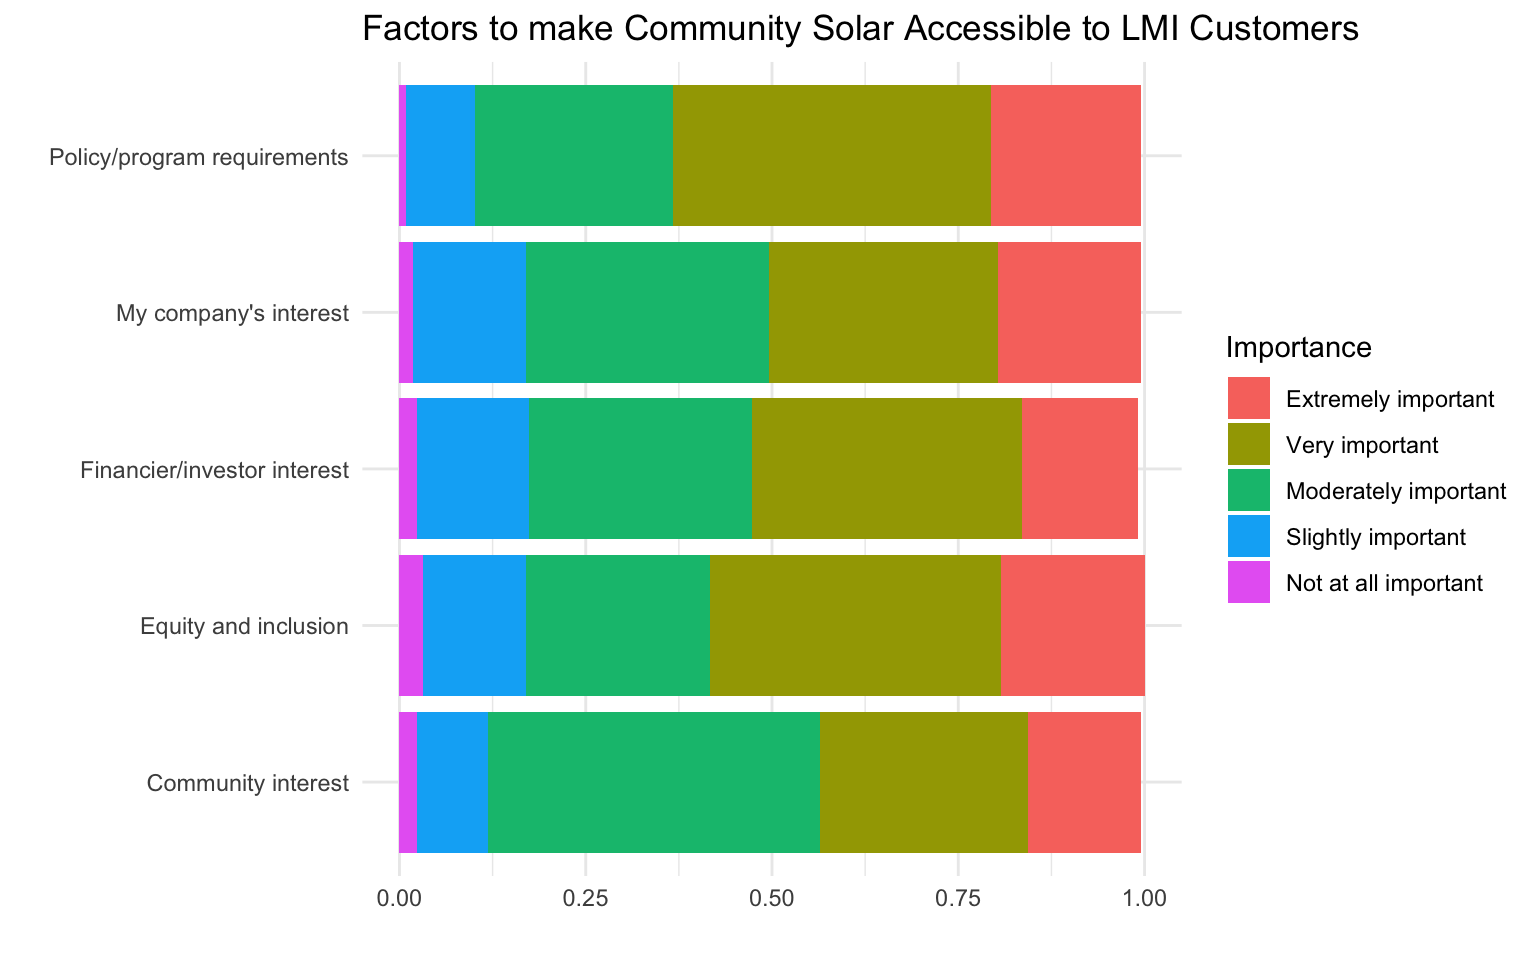 Factors to make Community Solar Accessible to LMI Customers
Policy/program requirements
My company's interest
Financier/investor interest
Equity and inclusion
Community interest
0.00
0.25
0.50
0.75
1.00
Importance
Extremely important
Very important
Moderately important
Slightly important
Not at all important